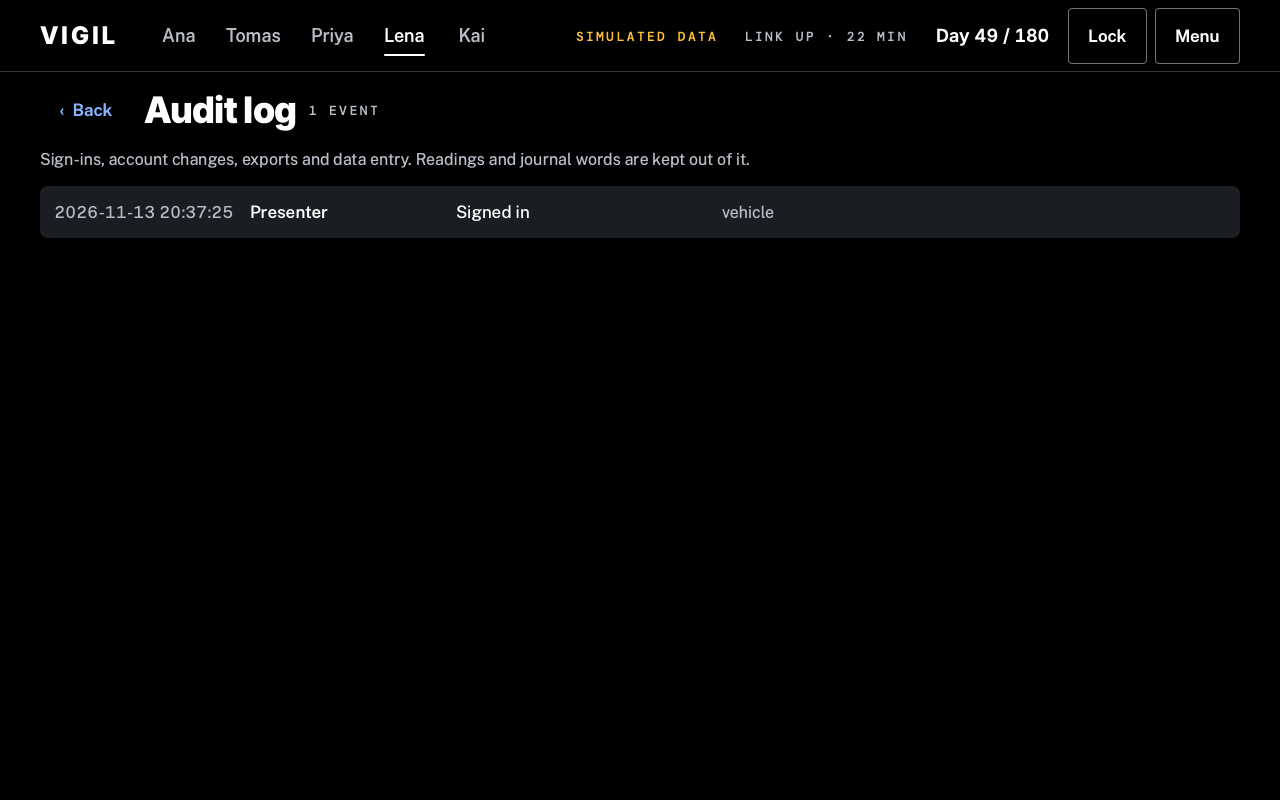 VIGIL Ana Tomas Priya Lena Kai SIMULATED DATA LINK UP · 22 MIN Day 49 / 180 Lock Menu
‹ Back Audit log 1 EVENT
Sign-ins, account changes, exports and data entry. Readings and journal words are kept out of it.
2026-11-13 20:37:25 Presenter Signed in vehicle